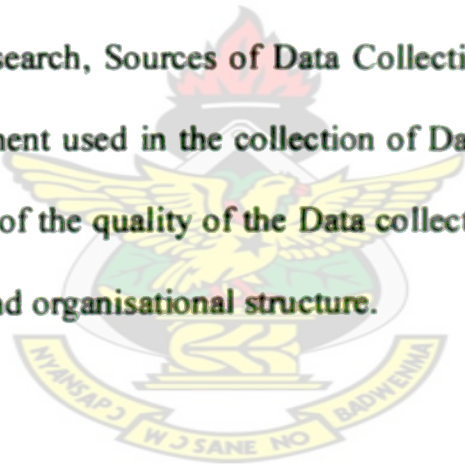 search, Sources of Data Collecti
ment used in the collection of Da
of the quality of the Data collect
nd organisational structure.
NYANSAPƆ WƆSANE NO BADWENMA